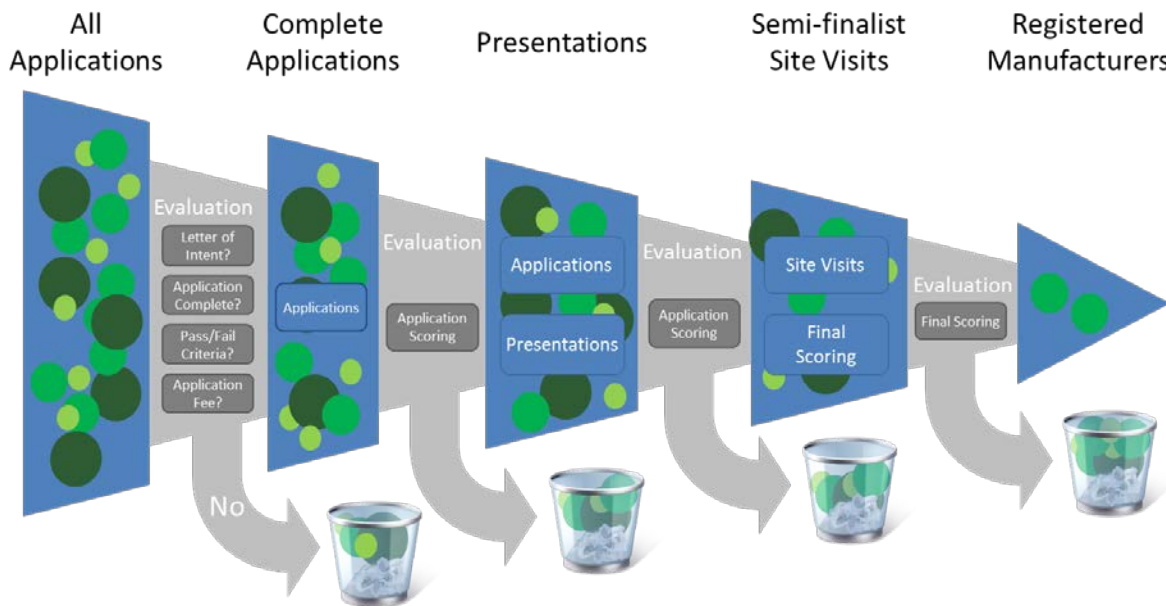 All
Applications
Complete
Applications
Presentations
Semi-finalist
Site Visits
Registered
Manufacturers
Evaluation
Letter of
Intent?
Application
Complete?
Pass/Fail
Criteria?
Application
Fee?
No
Applications
Evaluation
Application
Scoring
Applications
Presentations
Evaluation
Application
Scoring
Site Visits
Final
Scoring
Evaluation
Final Scoring